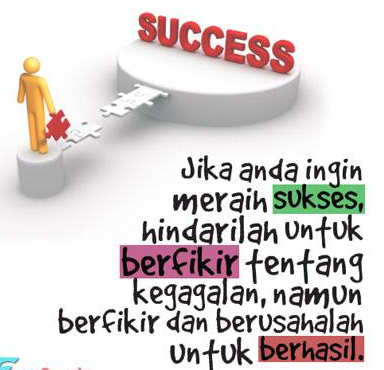 SUCCESS
Jika anda ingin
meraih sukses,
hindarilah untuk
berfikir tentang
kegagalan, namun
berfikir dan berusahalah
untuk berhasil.